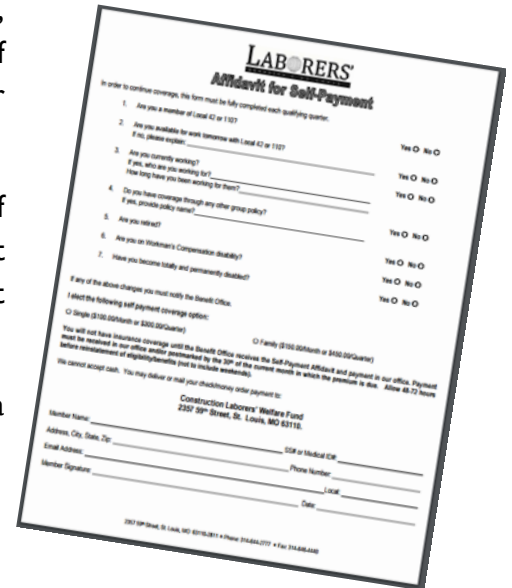 ,
f
r
f
t
t
a
LABORERS'
Affidavit for Self-Payment
In order to continue coverage, this form must be fully completed each qualifying quarter.
1. Are you a member of Local 42 or 110? Yes O No O
2. Are you available for work tomorrow with Local 42 or 110? Yes O No O
If no, please explain:
3. Are you currently working? Yes O No O
If yes, who are you working for?
How long have you been working for them?
4. Do you have coverage through any other group policy? Yes O No O
If yes, provide policy name?
5. Are you retired? Yes O No O
6. Are you on Workman's Compensation disability? Yes O No O
7. Have you become totally and permanently disabled? Yes O No O
If any of the above changes you must notify the Benefit Office.
I elect the following self payment coverage option:
O Single ($100.00/Month or $300.00/Quarter) O Family ($150.00/Month or $450.00/Quarter)
You will not have insurance coverage until the Benefit Office receives the Self-Payment Affidavit and payment in our office. Payment
must be received in our office and/or postmarked by the 30th of the current month in which the premium is due. Allow 48-72 hours
before reinstatement of eligibility/benefits (not to include weekends).
We cannot accept cash. You may deliver or mail your check/money order payment to:
Construction Laborers' Welfare Fund
2357 59th Street, St. Louis, MO 63110.
Member Name: SS# or Medical ID#:
Address, City, State, Zip: Phone Number:
Email Address: Local:
Member Signature: Date:
2357 59th Street, St. Louis, MO